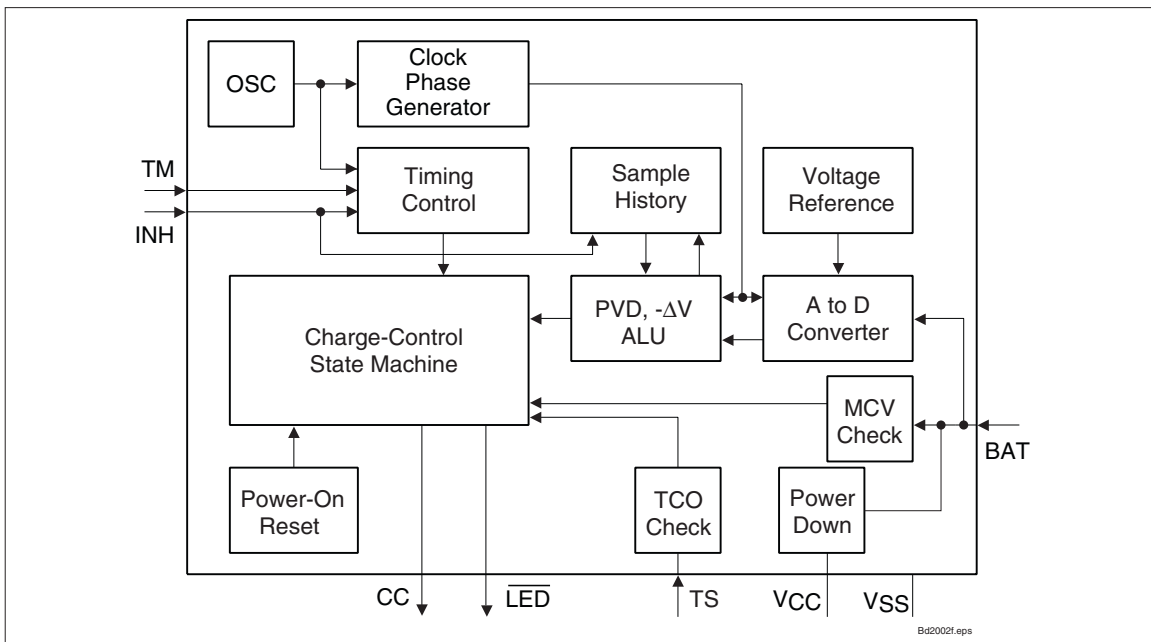 OSC
Clock
Phase
Generator
TM
INH
Timing
Control
Sample
History
Voltage
Reference
Charge-Control
State Machine
PVD, -ΔV
ALU
A to D
Converter
MCV
Check
BAT
Power-On
Reset
TCO
Check
Power
Down
CC
LED
TS
VCC
VSS
Bd2002f.eps